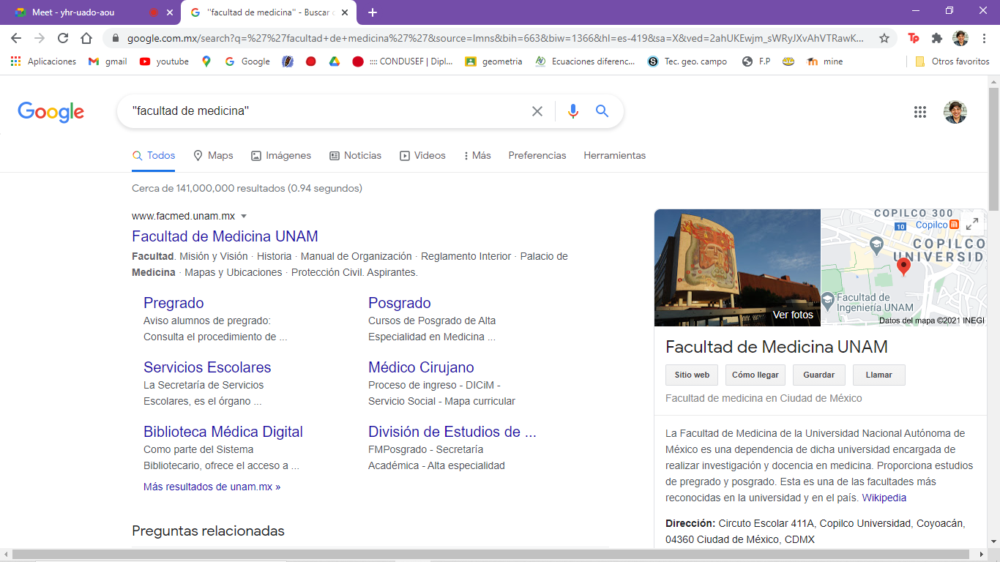 Meet - yhr-uado-aou
"facultad de medicina" - Buscar c
google.com.mx/search?q=%27%27facultad+de+medicina%27%27&source=lmns&bih=663&biw=1366&hl=es-419&sa=X&ved=2ahUKEwjm_sWRyJXvAhVTRawK...
Aplicaciones
gmail
youtube
Google
:::: CONDUSEF | Dipl...
geometria
Ecuaciones diferenc...
Tec. geo. campo
F.P
mine
Otros favoritos
Google
"facultad de medicina"
Todos
Maps
Imágenes
Noticias
Videos
Más
Preferencias
Herramientas
Cerca de 141,000,000 resultados (0.94 segundos)
www.facmed.unam.mx
Facultad de Medicina UNAM
Facultad. Misión y Visión · Historia · Manual de Organización · Reglamento Interior · Palacio de
Medicina · Mapas y Ubicaciones · Protección Civil. Aspirantes.
Pregrado
Aviso alumnos de pregrado:
Consulta el procedimiento de ...
Posgrado
Cursos de Posgrado de Alta
Especialidad en Medicina ...
Servicios Escolares
La Secretaría de Servicios
Escolares, es el órgano ...
Médico Cirujano
Proceso de ingreso - DICiM -
Servicio Social - Mapa curricular
Biblioteca Médica Digital
Como parte del Sistema
Bibliotecario, ofrece el acceso a ...
División de Estudios de ...
FMPosgrado - Secretaría
Académica - Alta especialidad
Más resultados de unam.mx »
Preguntas relacionadas
Ver fotos
COPILCO 300
10
Copilco
COPILCO
UNIVERSID
Facultad de
Ingeniería UNAM
Datos del mapa ©2021 INEGI
Facultad de Medicina UNAM
Sitio web
Cómo llegar
Guardar
Llamar
Facultad de medicina en Ciudad de México
La Facultad de Medicina de la Universidad Nacional Autónoma de
México es una dependencia de dicha universidad encargada de
realizar investigación y docencia en medicina. Proporciona estudios
de pregrado y posgrado. Esta es una de las facultades más
reconocidas en la universidad y en el país. Wikipedia
Dirección: Circuto Escolar 411A, Copilco Universidad, Coyoacán,
04360 Ciudad de México, CDMX